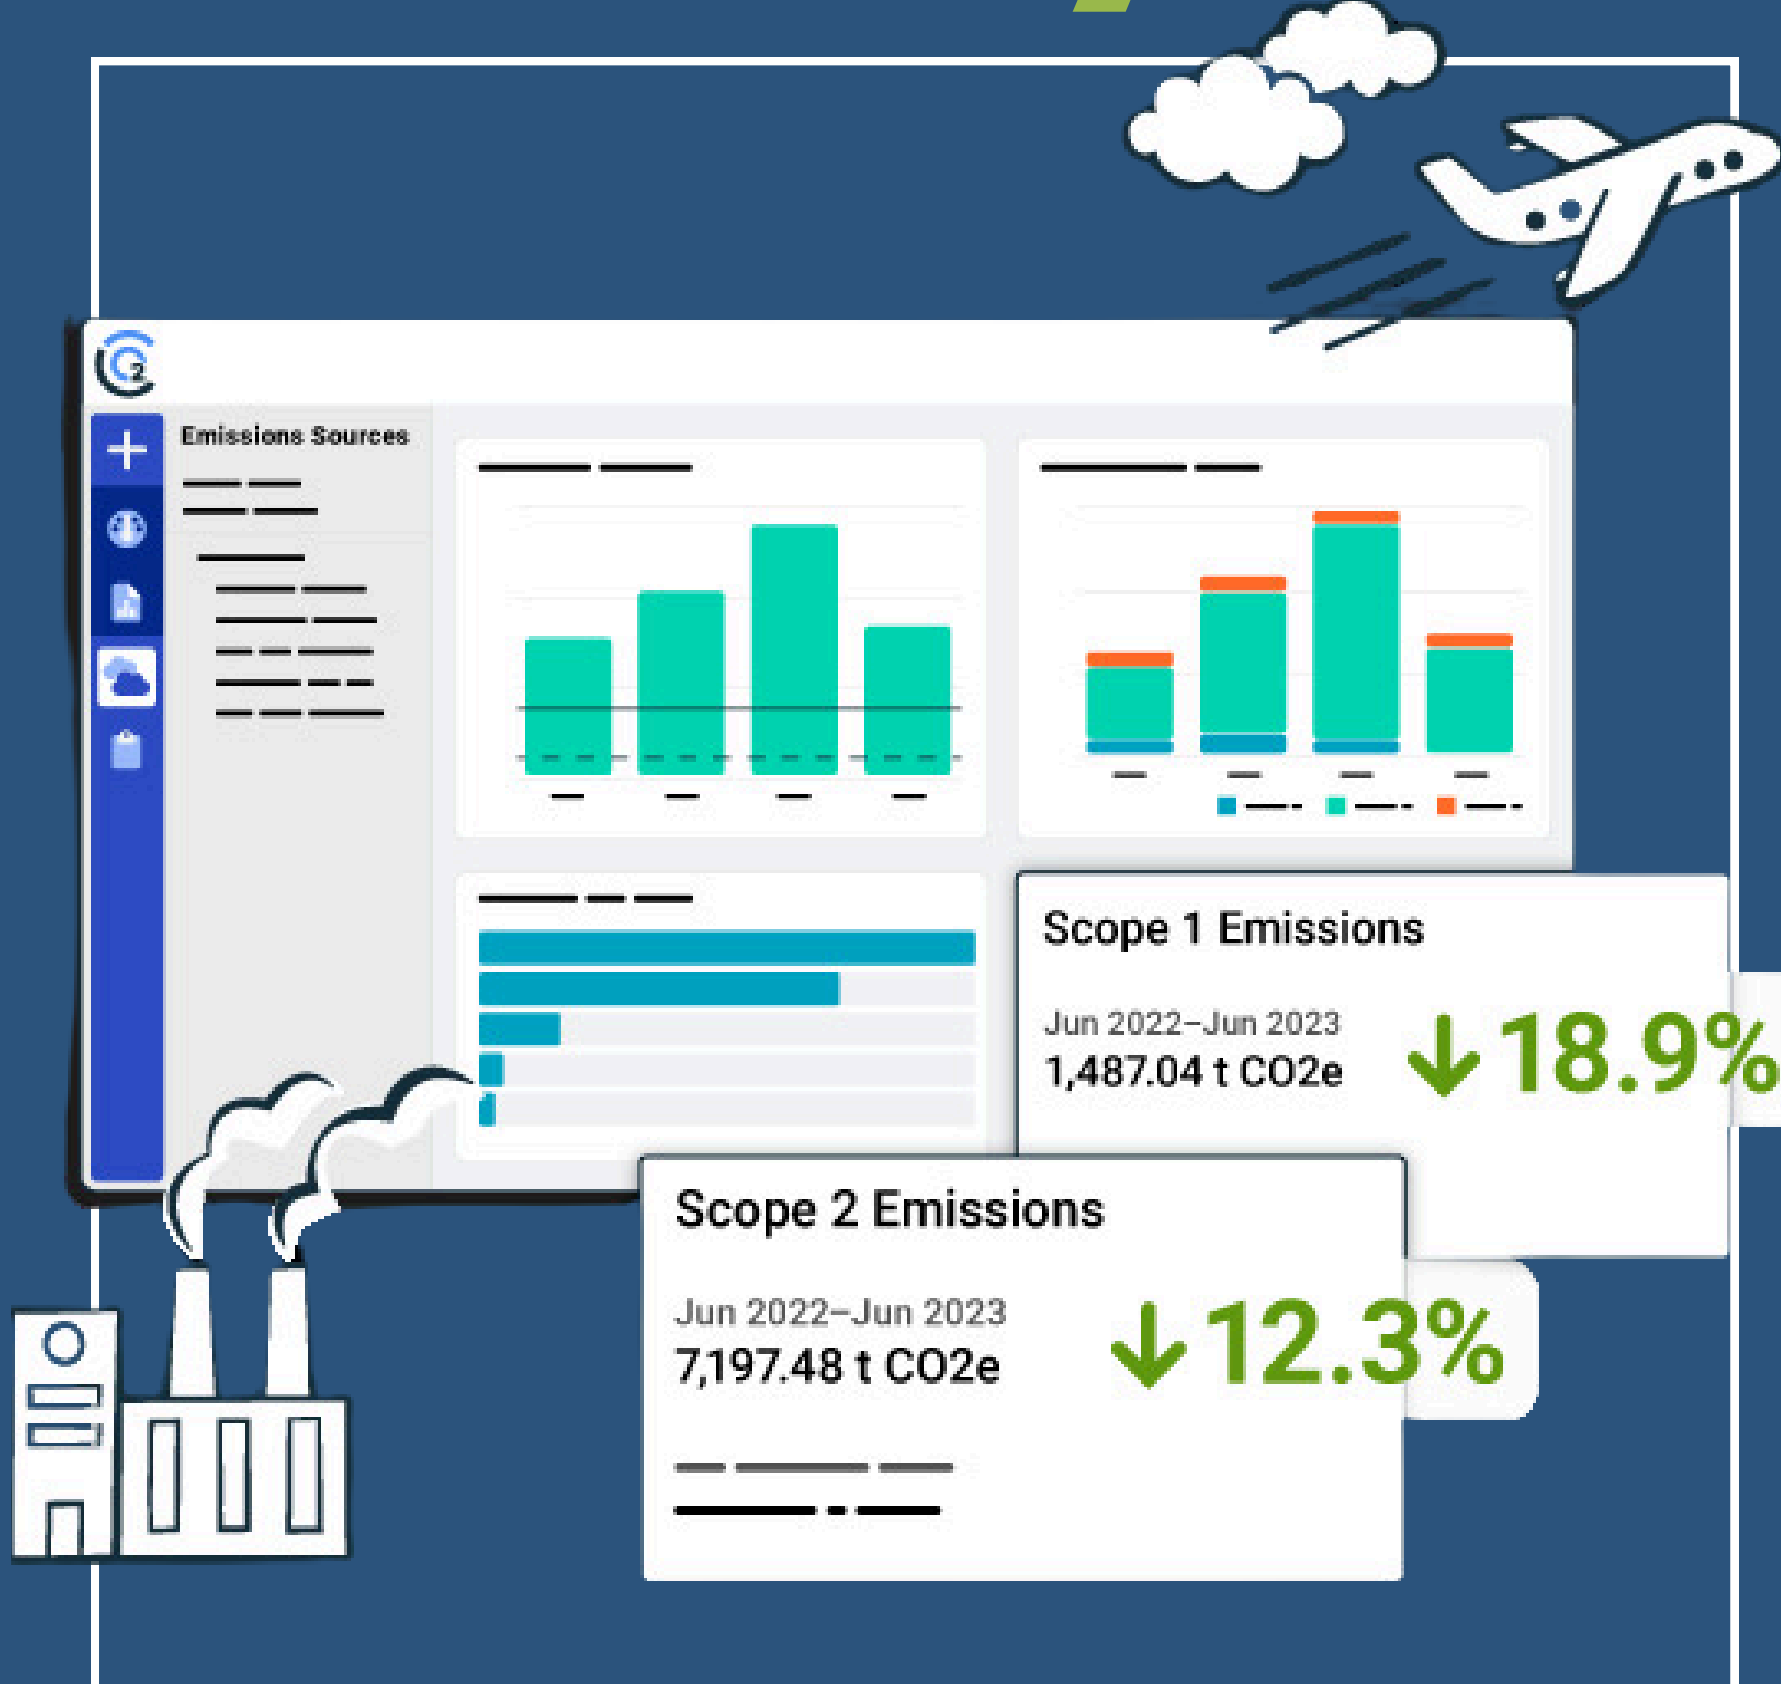 Emissions Sources
Scope 1 Emissions
Jun 2022–Jun 2023
1,487.04 t CO2e
↓18.9%
Scope 2 Emissions
Jun 2022–Jun 2023
7,197.48 t CO2e
↓12.3%